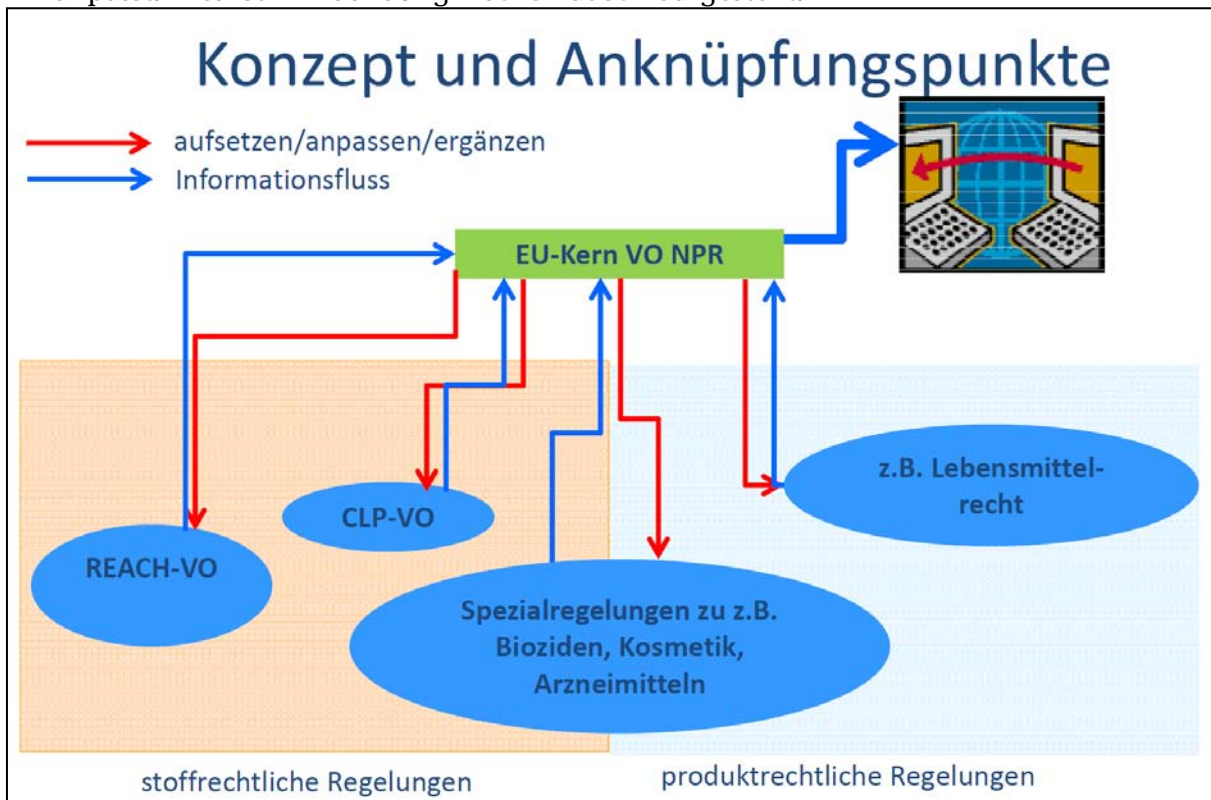 Konzept und Anknüpfungspunkte
aufsetzen/anpassen/ergänzen
Informationsfluss
EU-Kern VO NPR
z.B. Lebensmittel-
recht
CLP-VO
REACH-VO
Spezialregelungen zu z.B.
Bioziden, Kosmetik,
Arzneimitteln
stoffrechtliche Regelungen
produktrechtliche Regelungen